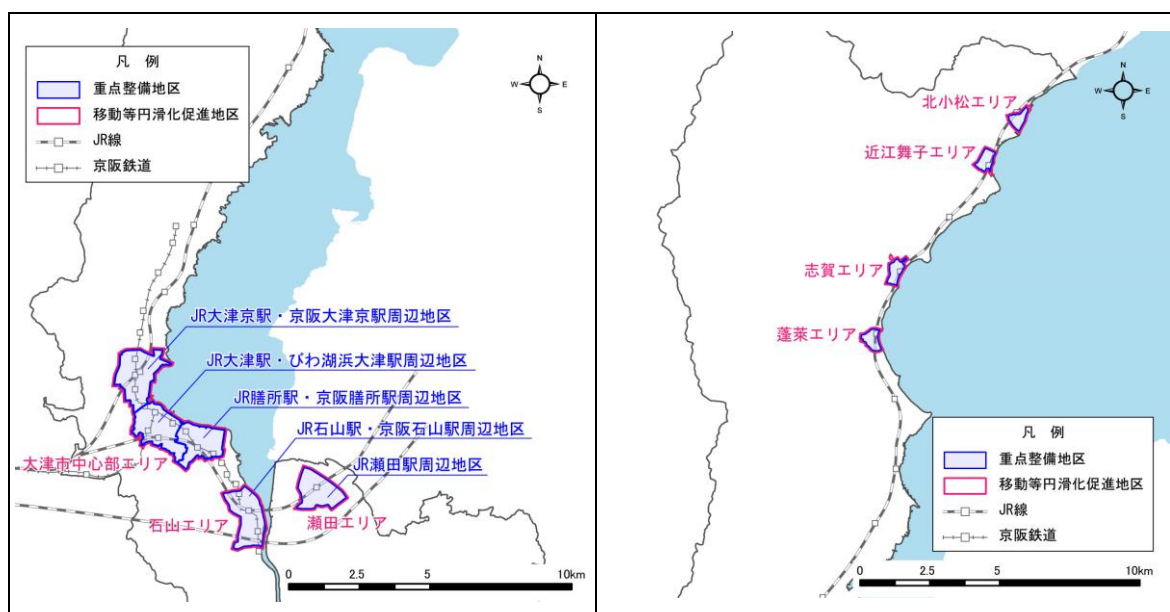 凡 例
重点整備地区
移動等円滑化促進地区
JR線
京阪鉄道
N
W E
S
JR大津京駅・京阪大津京駅周辺地区
JR大津駅・びわ湖浜大津駅周辺地区
JR膳所駅・京阪膳所駅周辺地区
JR石山駅・京阪石山駅周辺地区
大津市中心部エリア
JR瀬田駅周辺地区
石山エリア
瀬田エリア
0 2.5 5 10km
N
W E
S
北小松エリア
近江舞子エリア
志賀エリア
蓬萊エリア
凡 例
重点整備地区
移動等円滑化促進地区
JR線
京阪鉄道
0 2.5 5 10km